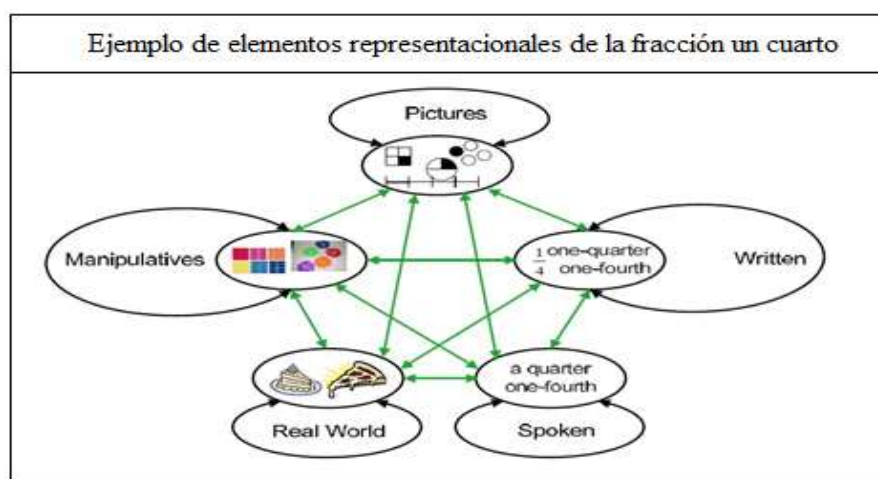 Ejemplo de elementos representacionales de la fracción un cuarto
Pictures
Manipulatives
1/4 one-quarter
one-fourth
Written
a quarter
one-fourth
Real World
Spoken